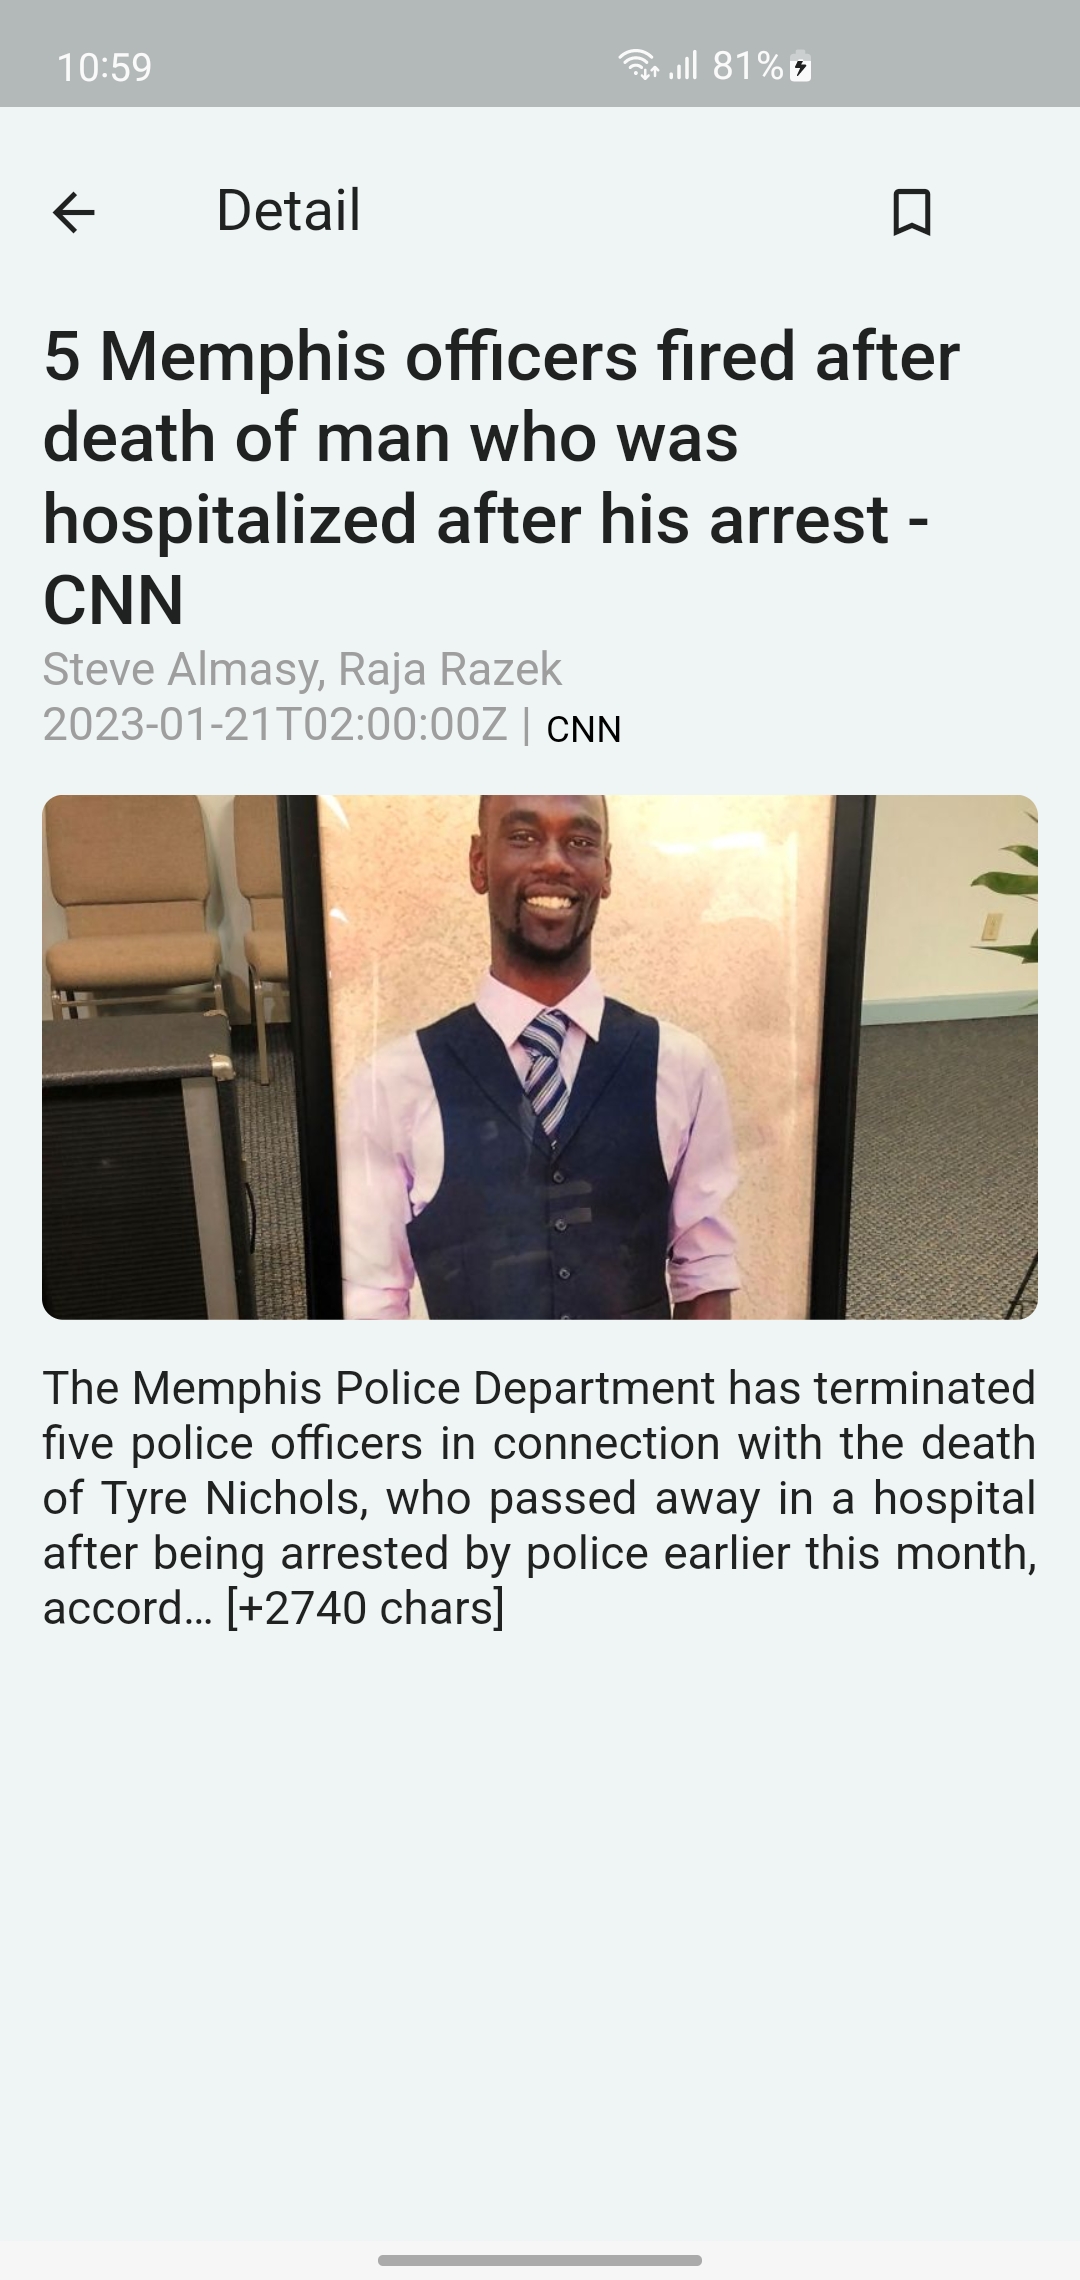 10:59
81%
Detail
5 Memphis officers fired after
death of man who was
hospitalized after his arrest -
CNN
Steve Almasy, Raja Razek
2023-01-21T02:00:00Z | CNN
The Memphis Police Department has terminated
five police officers in connection with the death
of Tyre Nichols, who passed away in a hospital
after being arrested by police earlier this month,
accord… [+2740 chars]